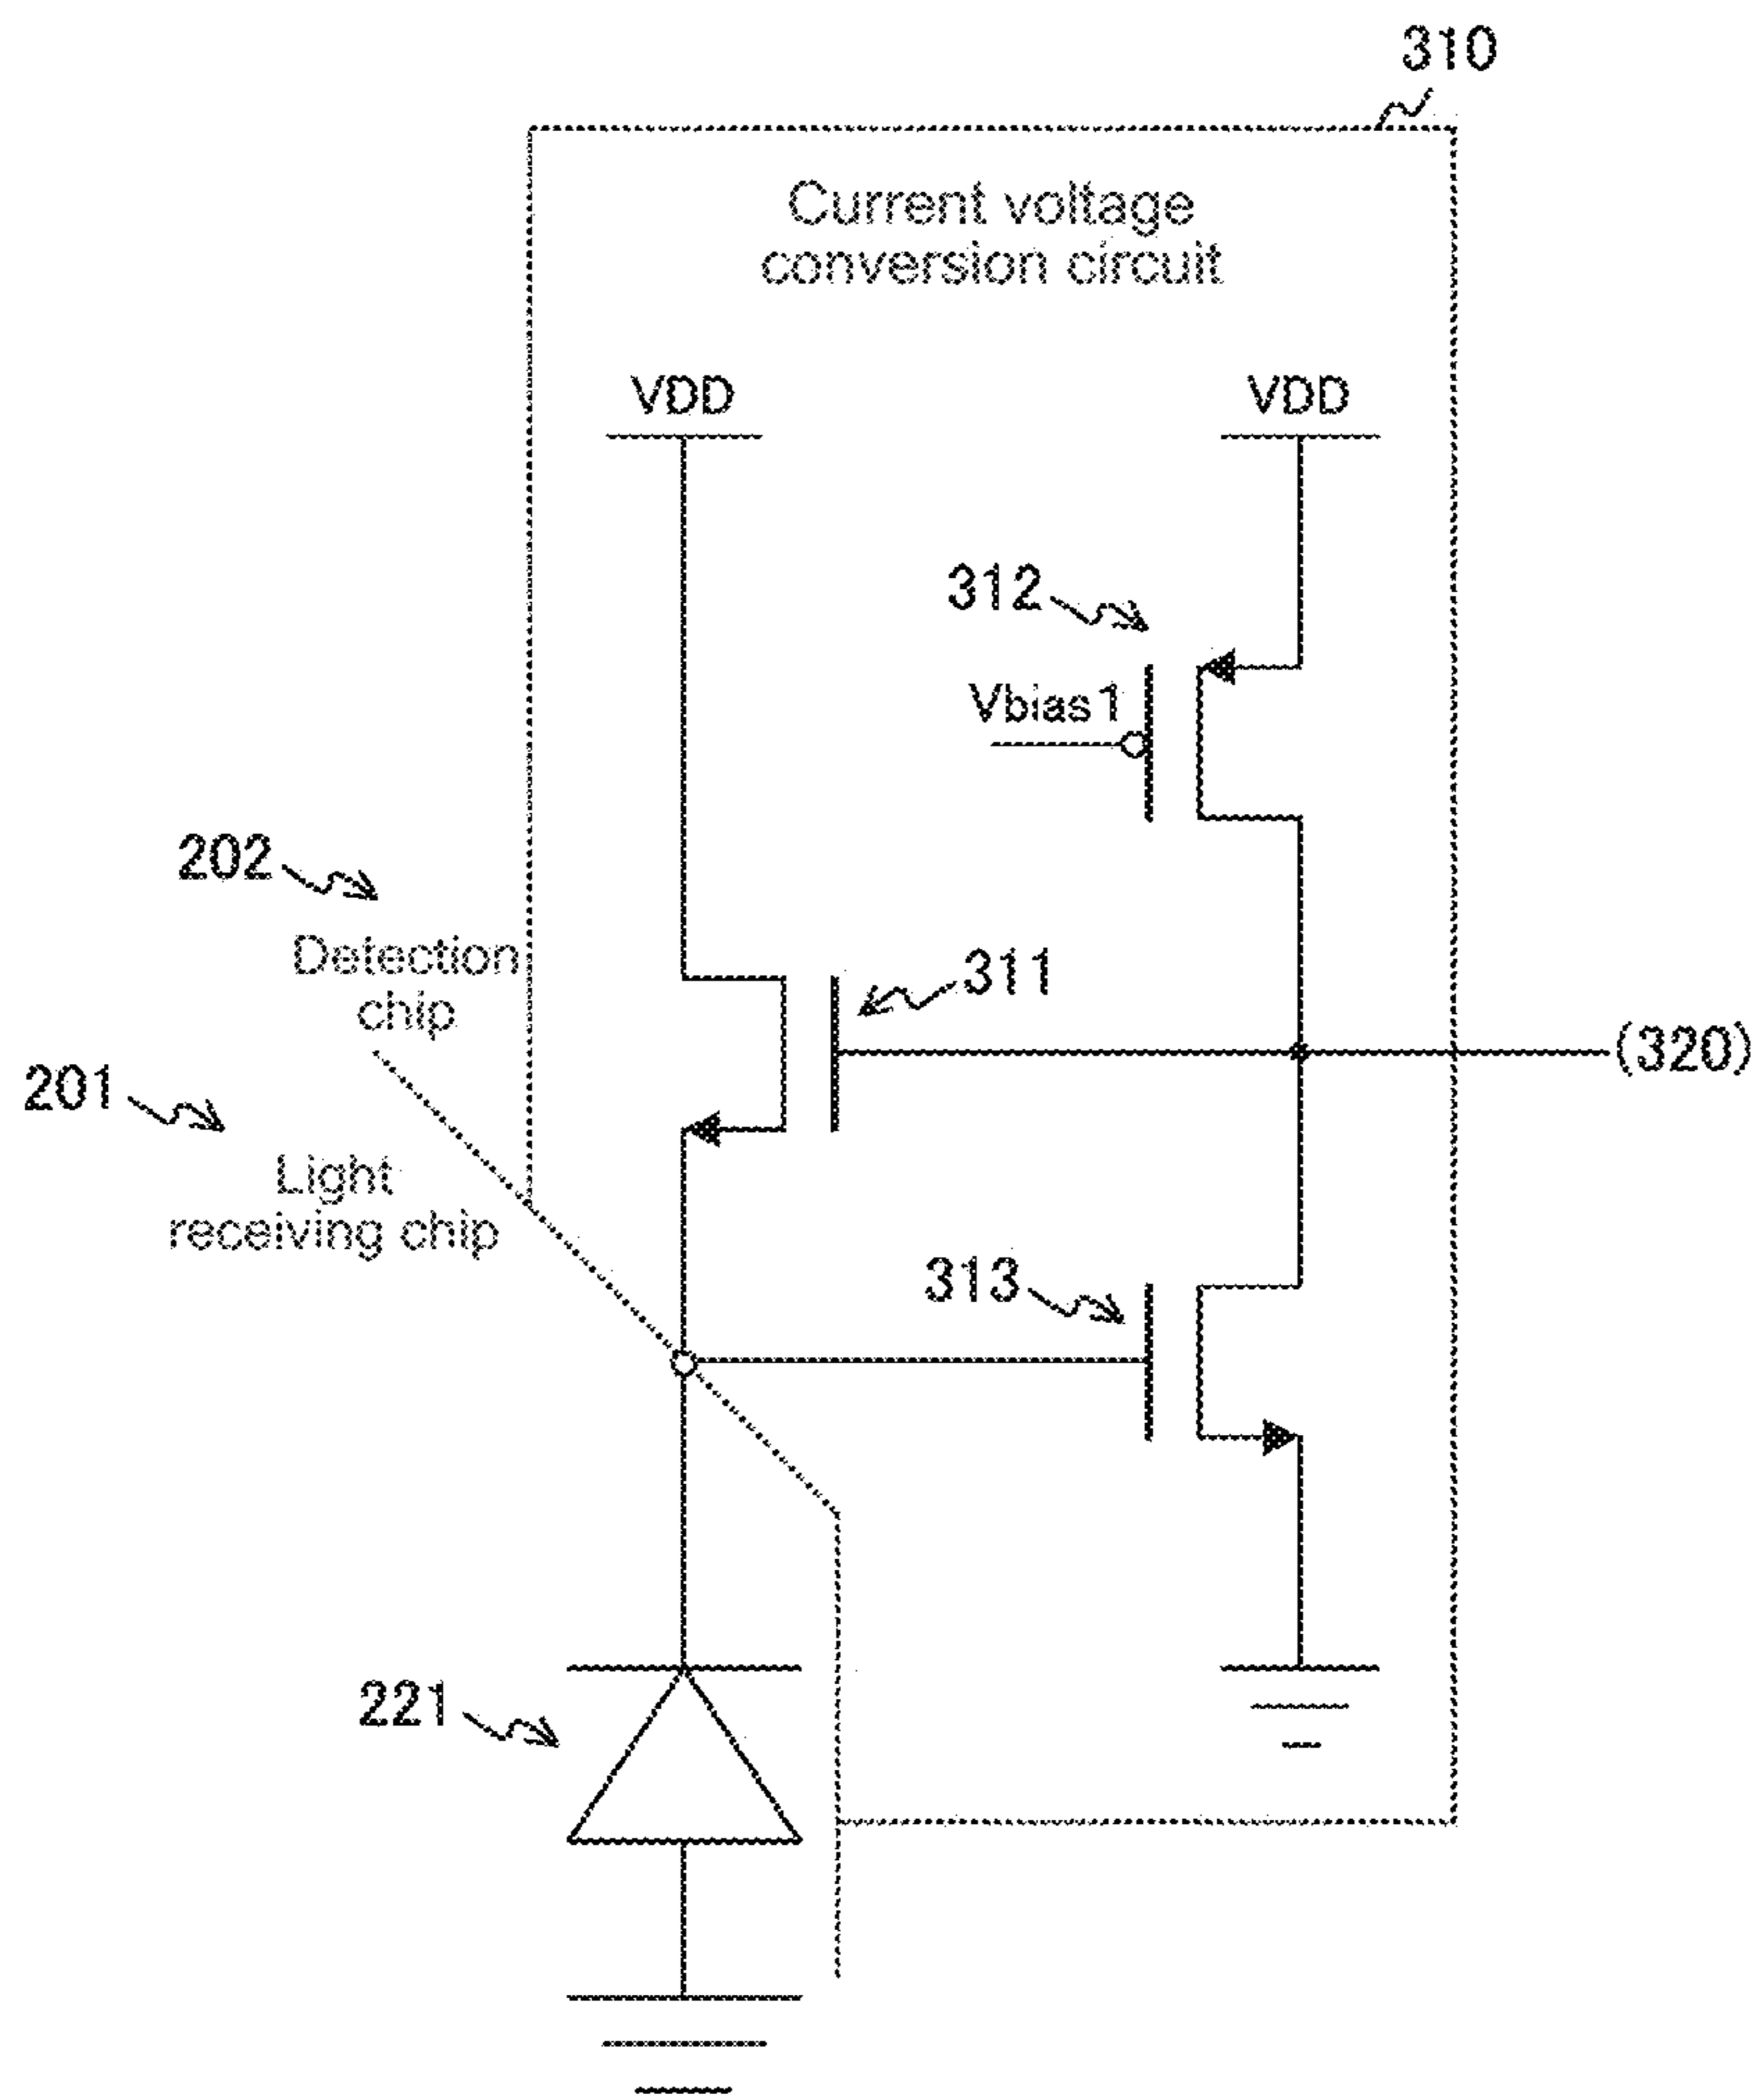 310
Current voltage
conversion circuit
VDD
VDD
312
Vbias1
202
Detection
chip
311
(320)
201
Light
receiving chip
313
221